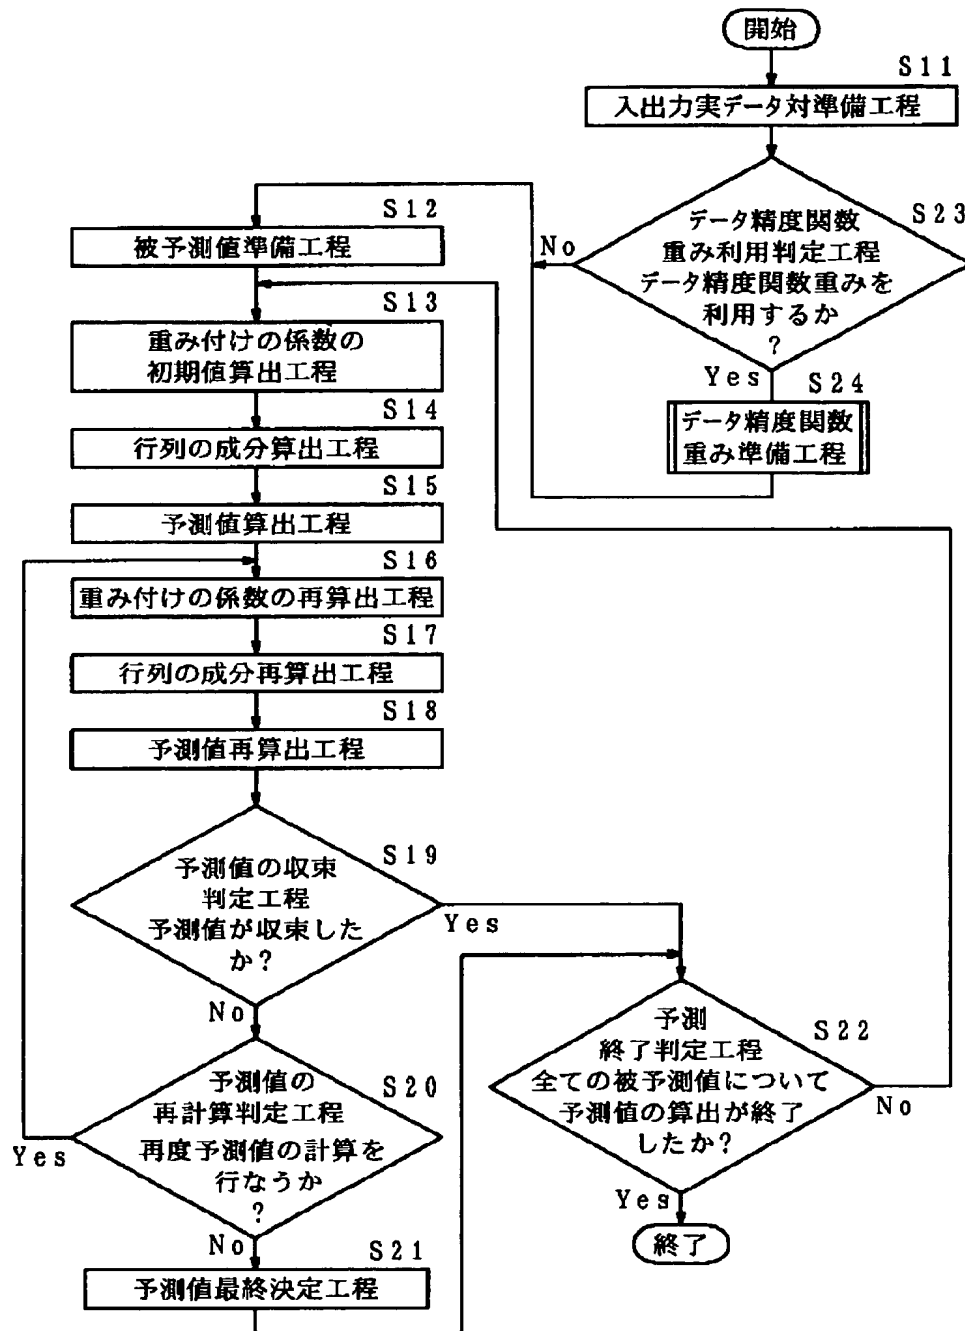 開始
S11
入出力実データ対準備工程
S23
データ精度関数
重み利用判定工程
データ精度関数重みを
利用するか
?
No
Yes
S24
データ精度関数
重み準備工程
S12
被予測値準備工程
S13
重み付けの係数の
初期値算出工程
S14
行列の成分算出工程
S15
予測値算出工程
S16
重み付けの係数の再算出工程
S17
行列の成分再算出工程
S18
予測値再算出工程
S19
予測値の収束
判定工程
予測値が収束した
か?
Yes
No
S20
予測値の
再計算判定工程
再度予測値の計算を
行なうか
?
Yes
No
S21
予測値最終決定工程
S22
予測
終了判定工程
全ての被予測値について
予測値の算出が終了
したか?
No
Yes
終了